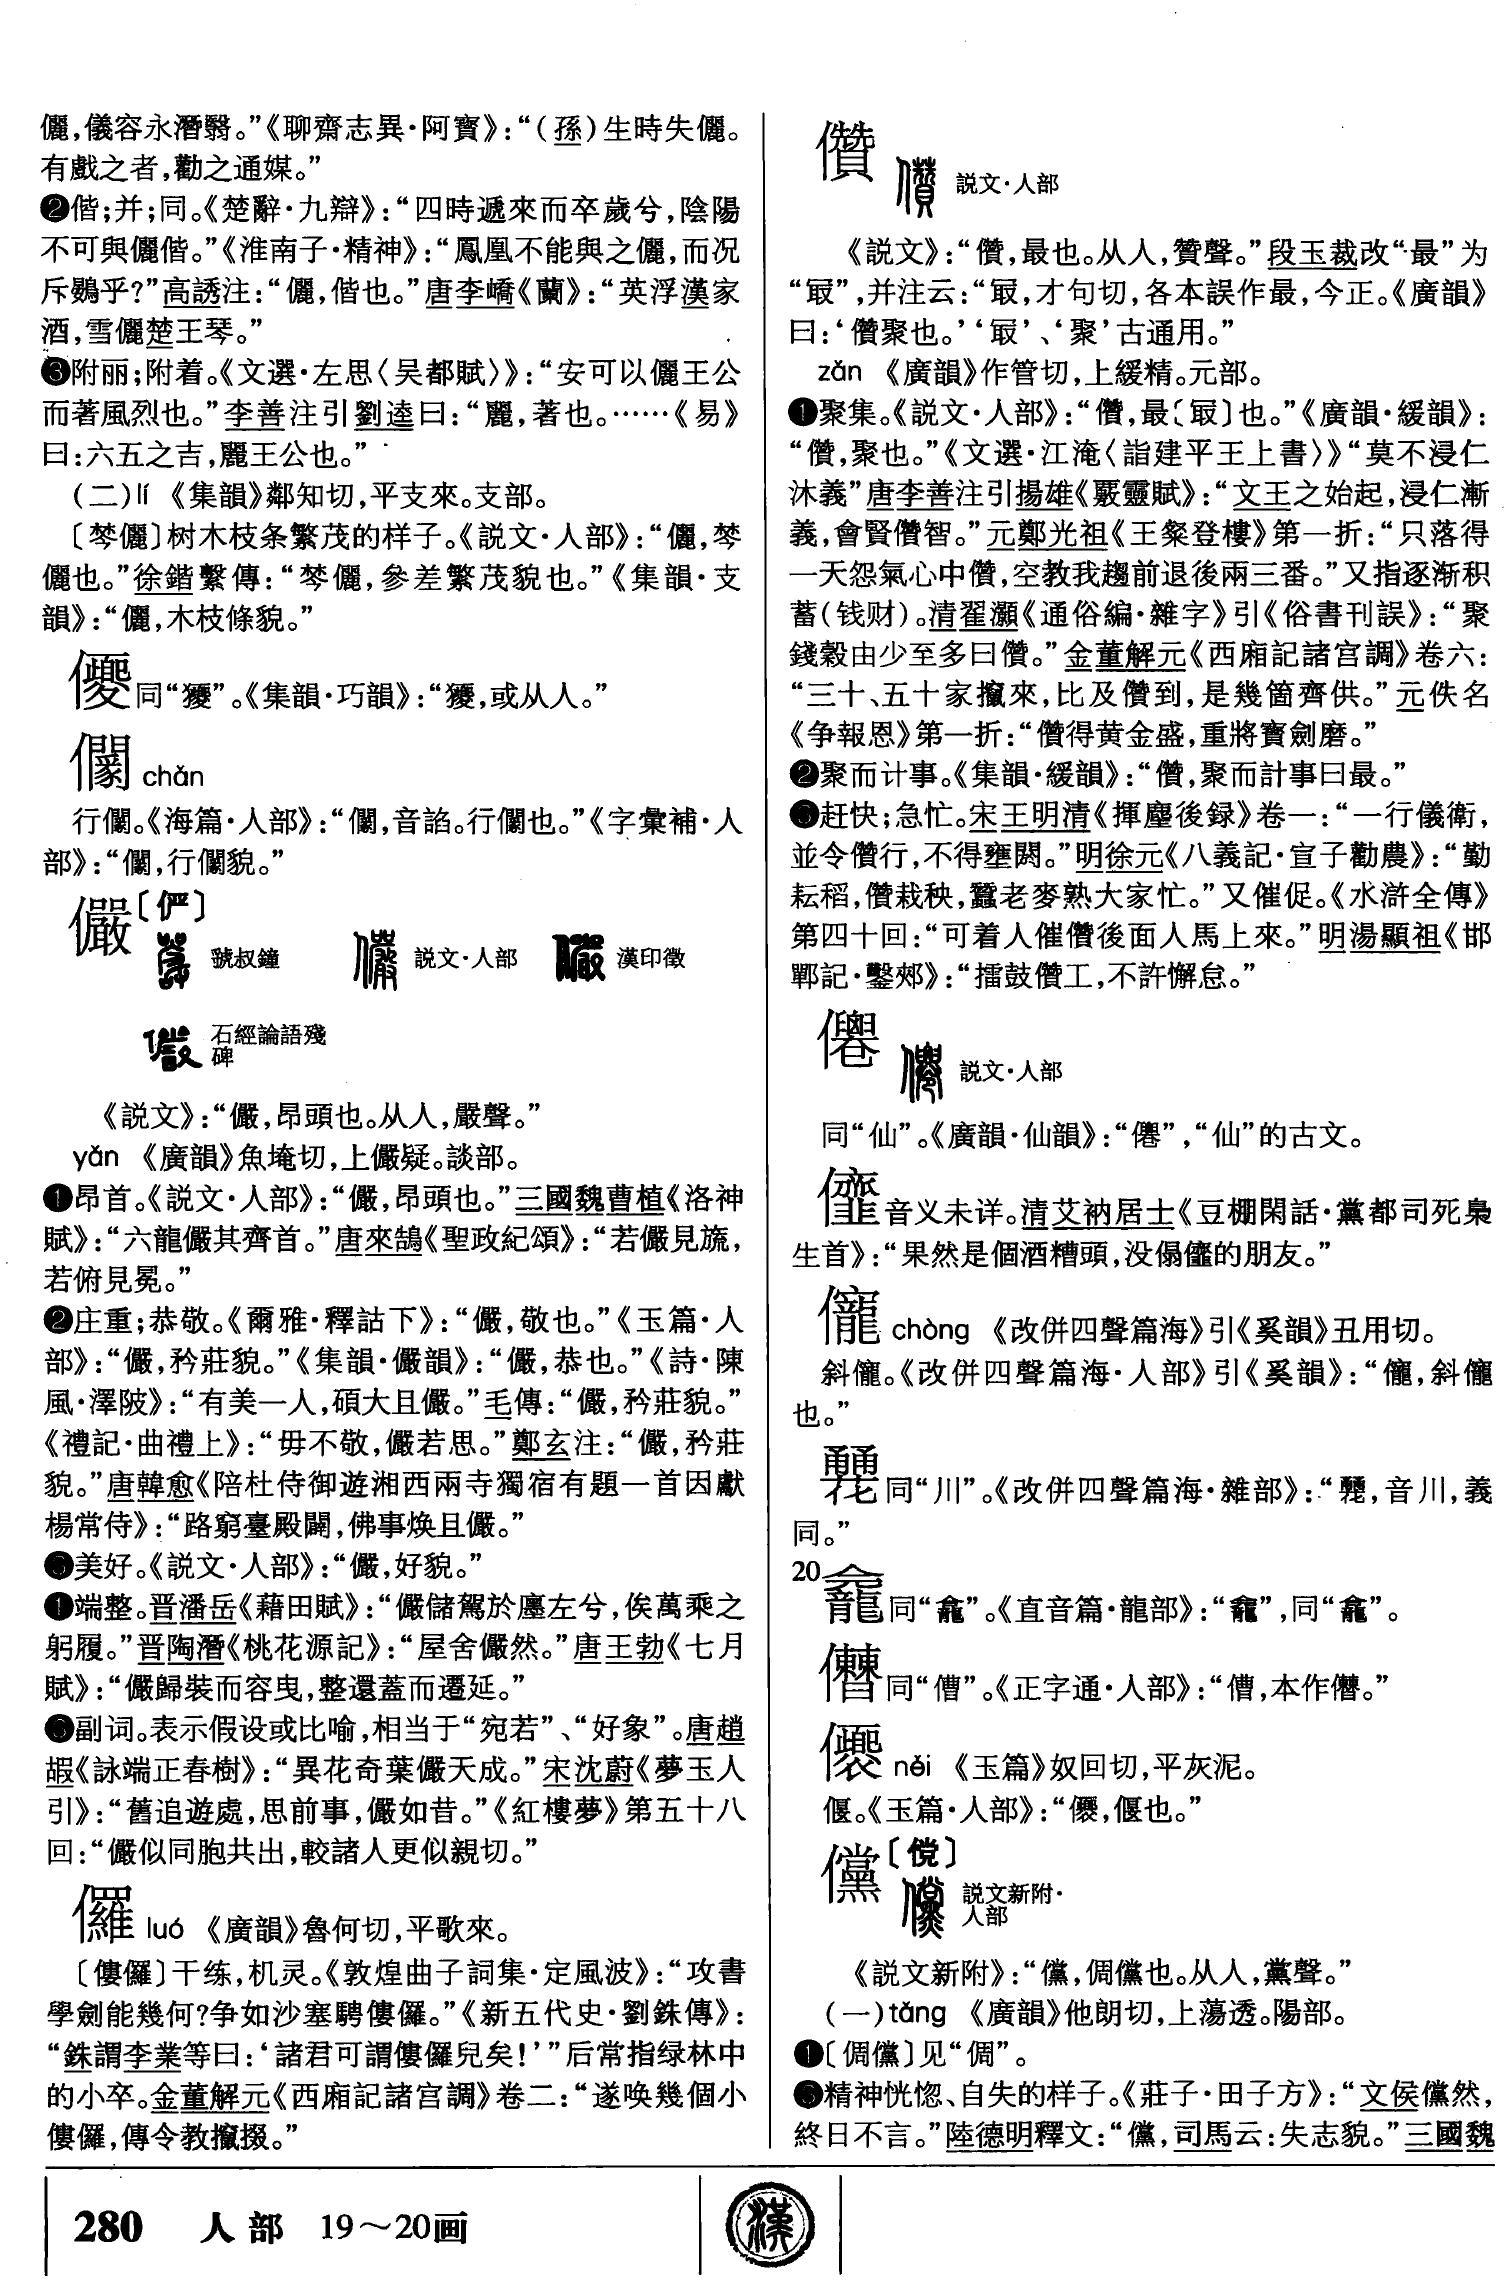 儷，儀容永潛翳。”《聊齋志異·阿寶》：“（孫）生時失儷。
有戲之者，勸之通媒。”
❷偕；并；同。《楚辭·九辯》：“四時遞來而卒歲兮，陰陽
不可與儷偕。”《淮南子·精神》：“鳳凰不能與之儷，而况
斥鷃乎？”高誘注：“儷，偕也。”唐李嶠《蘭》：“英浮漢家
酒，雪儷楚王琴。”
❸附丽；附着。《文選·左思〈吴都賦〉》：“安可以儷王公
而著風烈也。”李善注引劉逵曰：“麗，著也。……《易》
曰：六五之吉，麗王公也。”
（二）lí 《集韻》鄰知切，平支來。支部。
〔棽儷〕树木枝条繁茂的样子。《説文·人部》：“儷，棽
儷也。”徐鍇繫傳：“棽儷，參差繁茂貌也。”《集韻·支
韻》：“儷，木枝條貌。”
同“獿”。《集韻·巧韻》：“獿，或从人。”
chǎn
行㒇。《海篇·人部》：“㒇，音諂。行㒇也。”《字彙補·人
部》：“㒇，行㒇貌。”
儼〔俨〕
虢叔鐘 説文·人部 漢印徵
石經論語殘
碑
《説文》：“儼，昂頭也。从人，嚴聲。”
yǎn 《廣韻》魚埯切，上儼疑。談部。
❶昂首。《説文·人部》：“儼，昂頭也。”三國魏曹植《洛神
賦》：“六龍儼其齊首。”唐來鵠《聖政紀頌》：“若儼見旒，
若俯見冕。”
❷庄重；恭敬。《爾雅·釋詁下》：“儼，敬也。”《玉篇·人
部》：“儼，矜莊貌。”《集韻·儼韻》：“儼，恭也。”《詩·陳
風·澤陂》：“有美一人，碩大且儼。”毛傳：“儼，矜莊貌。”
《禮記·曲禮上》：“毋不敬，儼若思。”鄭玄注：“儼，矜莊
貌。”唐韓愈《陪杜侍御遊湘西兩寺獨宿有題一首因獻
楊常侍》：“路窮臺殿闢，佛事焕且儼。”
❸美好。《説文·人部》：“儼，好貌。”
❹端整。晋潘岳《藉田賦》：“儼儲駕於廛左兮，俟萬乘之
躬履。”晋陶潛《桃花源記》：“屋舍儼然。”唐王勃《七月
賦》：“儼歸裝而容曳，整還蓋而遷延。”
❺副词。表示假设或比喻，相当于“宛若”、“好象”。唐趙
嘏《詠端正春樹》：“異花奇葉儼天成。”宋沈蔚《夢玉人
引》：“舊追遊處，思前事，儼如昔。”《紅樓夢》第五十八
回：“儼似同胞共出，較諸人更似親切。”
儸 luó 《廣韻》魯何切，平歌來。
〔僂儸〕干练，机灵。《敦煌曲子詞集·定風波》：“攻書
學劍能幾何？争如沙塞騁僂儸。”《新五代史·劉銖傳》：
“銖謂李業等曰：‘諸君可謂僂儸兒矣！’”后常指绿林中
的小卒。金董解元《西廂記諸宫調》卷二：“遂唤幾個小
僂儸，傳令教攛掇。”
儹
説文·人部
《説文》：“儹，最也。从人，贊聲。”段玉裁改“最”为
“冣”，并注云：“冣，才句切，各本誤作最，今正。《廣韻》
曰：‘儹聚也。’‘冣’、‘聚’古通用。”
zǎn 《廣韻》作管切，上緩精。元部。
❶聚集。《説文·人部》：“儹，最〔冣〕也。”《廣韻·緩韻》：
“儹，聚也。”《文選·江淹〈詣建平王上書〉》“莫不浸仁
沐義”唐李善注引揚雄《覈靈賦》：“文王之始起，浸仁漸
義，會賢儹智。”元鄭光祖《王粲登樓》第一折：“只落得
一天怨氣心中儹，空教我趨前退後兩三番。”又指逐渐积
蓄（钱财）。清翟灝《通俗編·雜字》引《俗書刊誤》：“聚
錢穀由少至多曰儹。”金董解元《西廂記諸宫調》卷六：
“三十、五十家攛來，比及儹到，是幾箇齊供。”元佚名
《争報恩》第一折：“儹得黄金盛，重將寶劍磨。”
❷聚而计事。《集韻·緩韻》：“儹，聚而計事曰最。”
❸赶快；急忙。宋王明清《揮麈後録》卷一：“一行儀衛，
並令儹行，不得壅閼。”明徐元《八義記·宣子勸農》：“勤
耘稻，儹栽秧，蠶老麥熟大家忙。”又催促。《水滸全傳》
第四十回：“可着人催儹後面人馬上來。”明湯顯祖《邯
鄲記·鑿郟》：“擂鼓儹工，不許懈怠。”
僊
説文·人部
同“仙”。《廣韻·仙韻》：“僊”，“仙”的古文。
音义未详。清艾衲居士《豆棚閑話·黨都司死梟
生首》：“果然是個酒糟頭，没傝的朋友。”
chòng 《改併四聲篇海》引《奚韻》丑用切。
斜儱。《改併四聲篇海·人部》引《奚韻》：“儱，斜儱
也。”
同“川”。《改併四聲篇海·雜部》：“，音川，義
同。”
20
同“龕”。《直音篇·龍部》：“”，同“龕”。
同“傮”。《正字通·人部》：“傮，本作。”
něi 《玉篇》奴回切，平灰泥。
偃。《玉篇·人部》：“，偃也。”
儻〔傥〕
説文新附·
人部
《説文新附》：“儻，倜儻也。从人，黨聲。”
（一）tǎng 《廣韻》他朗切，上蕩透。陽部。
❶〔倜儻〕见“倜”。
❷精神恍惚、自失的样子。《莊子·田子方》：“文侯儻然，
終日不言。”陸德明釋文：“儻，司馬云：失志貌。”三國魏
280 人部 19～20画
漢